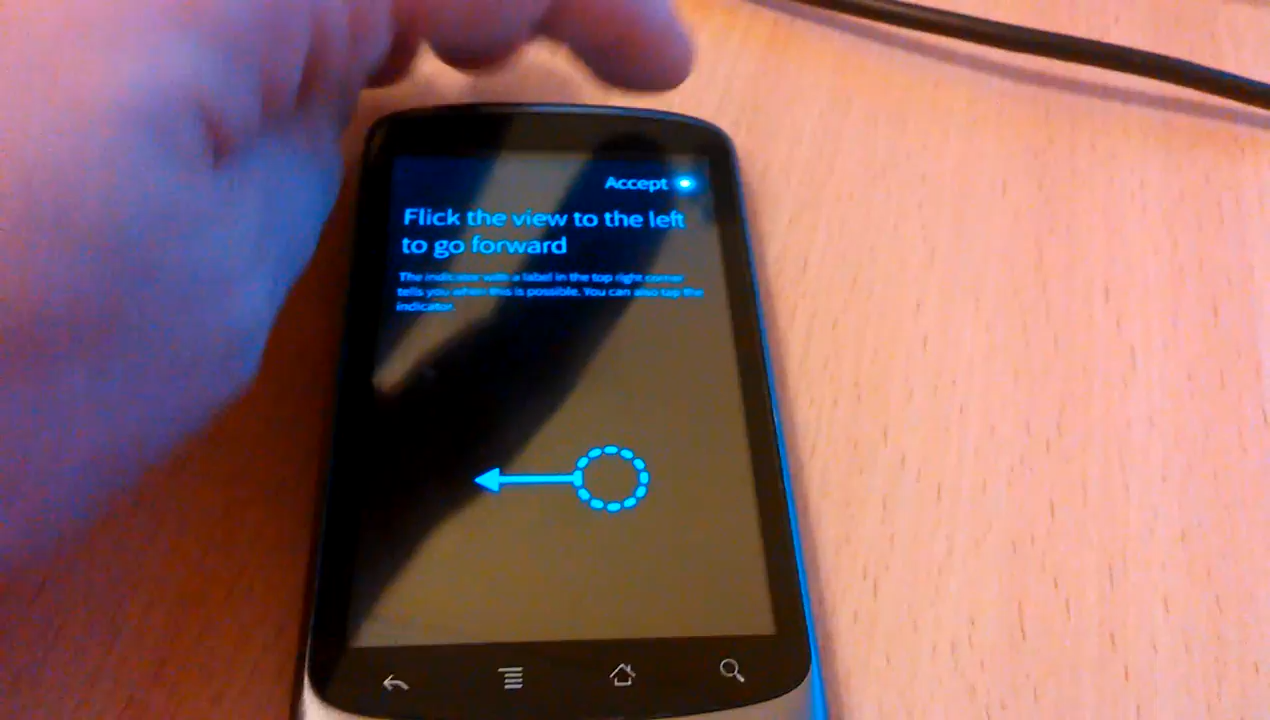 Accept
Flick the view to the left
to go forward
The indicator with a label in the top right corner
tells you when this is possible. You can also tap the
indicator.